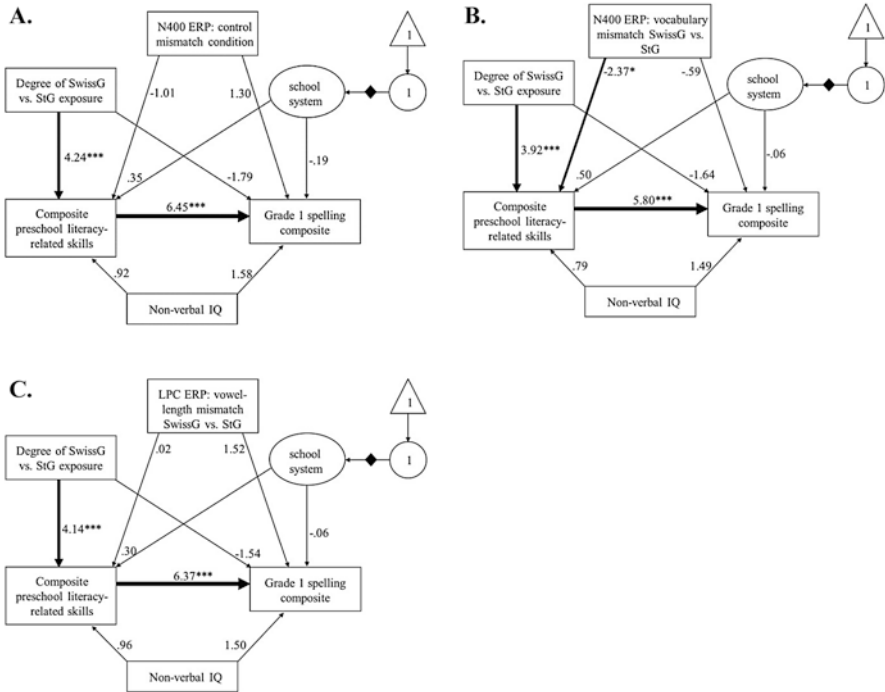 A.
N400 ERP: control
mismatch condition
1
Degree of SwissG
vs. StG exposure
school
system
1
-1.01
1.30
4.24***
.35
-1.79
-.19
Composite
preschool literacy-
related skills
6.45***
Grade 1 spelling
composite
.92
1.58
Non-verbal IQ
B.
N400 ERP: vocabulary
mismatch SwissG vs.
StG
1
Degree of SwissG
vs. StG exposure
school
system
1
-2.37*
-.59
3.92***
.50
-1.64
-.06
Composite
preschool literacy-
related skills
5.80***
Grade 1 spelling
composite
.79
1.49
Non-verbal IQ
C.
LPC ERP: vowel-
length mismatch
SwissG vs. StG
1
Degree of SwissG
vs. StG exposure
school
system
1
.02
1.52
4.14***
.30
-1.54
-.06
Composite
preschool literacy-
related skills
6.37***
Grade 1 spelling
composite
.96
1.50
Non-verbal IQ